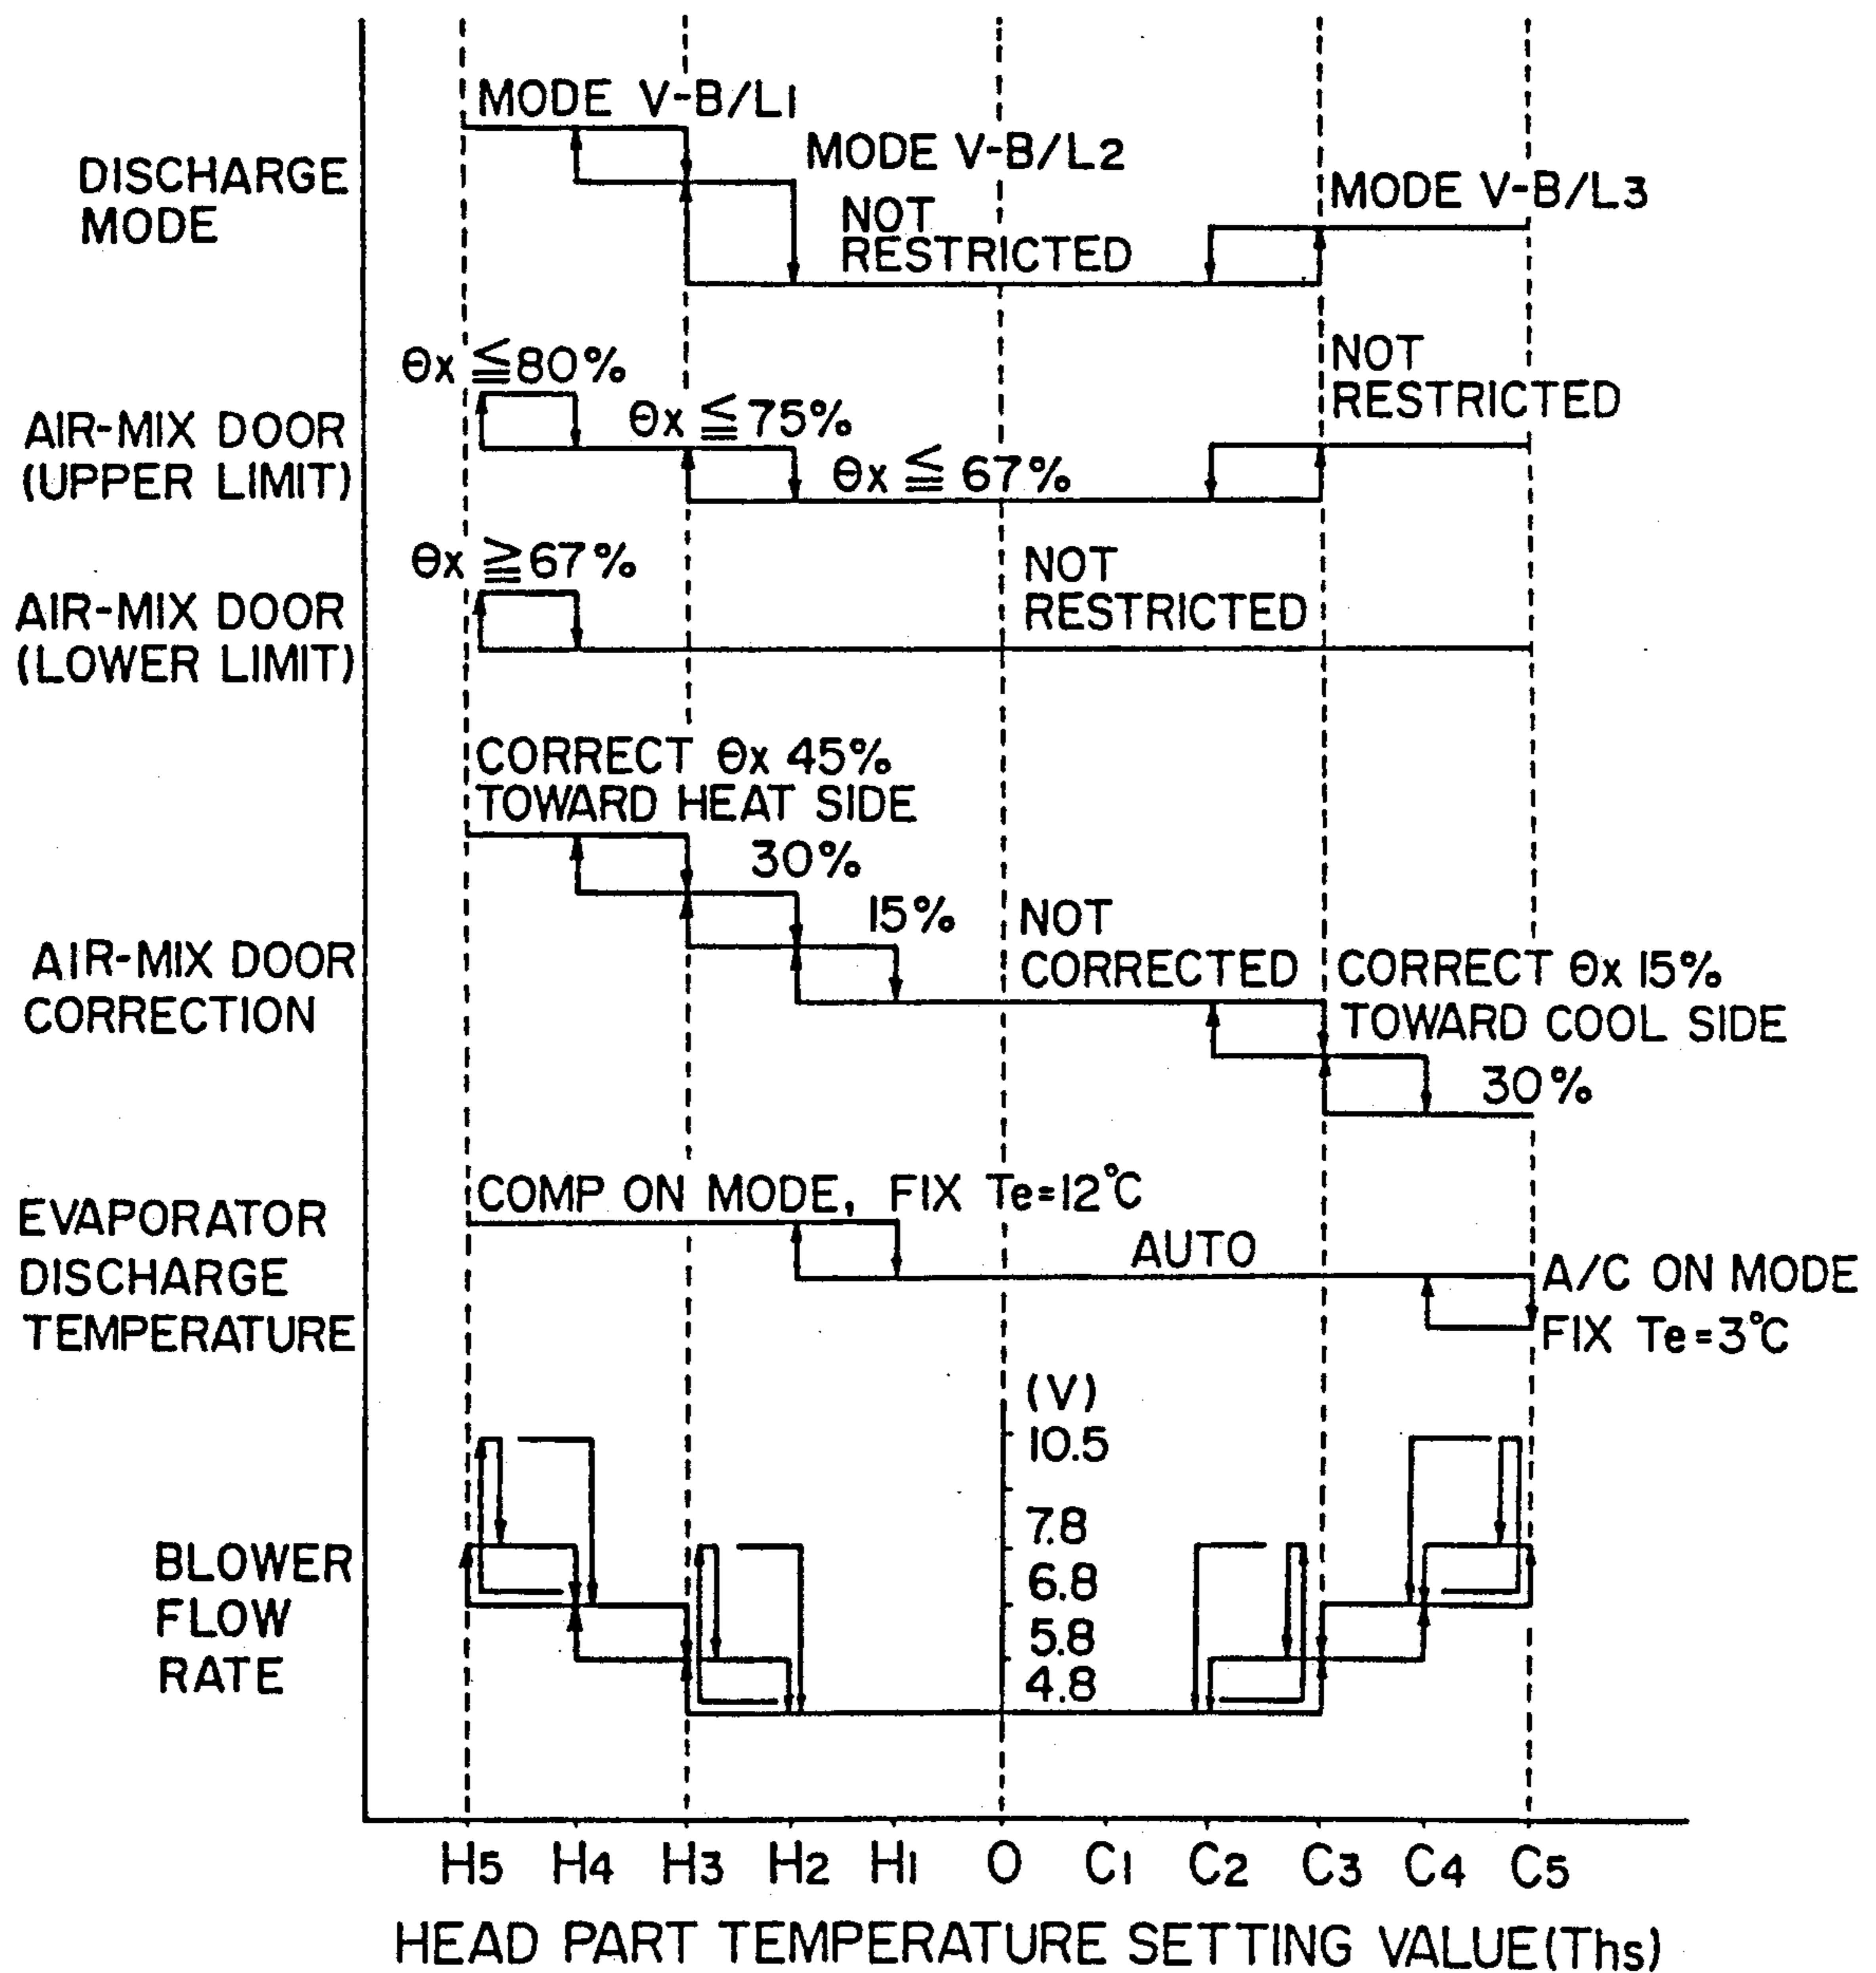 MODE V-B/L1
MODE V-B/L2
DISCHARGE
MODE
NOT
RESTRICTED
MODE V-B/L3
θx ≦80%
θx ≦ 75%
θx ≦ 67%
NOT
RESTRICTED
AIR-MIX DOOR
(UPPER LIMIT)
θx ≧67%
NOT
RESTRICTED
AIR-MIX DOOR
(LOWER LIMIT)
CORRECT θx 45%
TOWARD HEAT SIDE
30%
15%
NOT
CORRECTED
CORRECT θx 15%
TOWARD COOL SIDE
30%
AIR-MIX DOOR
CORRECTION
COMP ON MODE, FIX Te=12°C
AUTO
A/C ON MODE
FIX Te=3°C
EVAPORATOR
DISCHARGE
TEMPERATURE
(V)
10.5
7.8
6.8
5.8
4.8
BLOWER
FLOW
RATE
H5 H4 H3 H2 H1 O C1 C2 C3 C4 C5
HEAD PART TEMPERATURE SETTING VALUE(Ths)